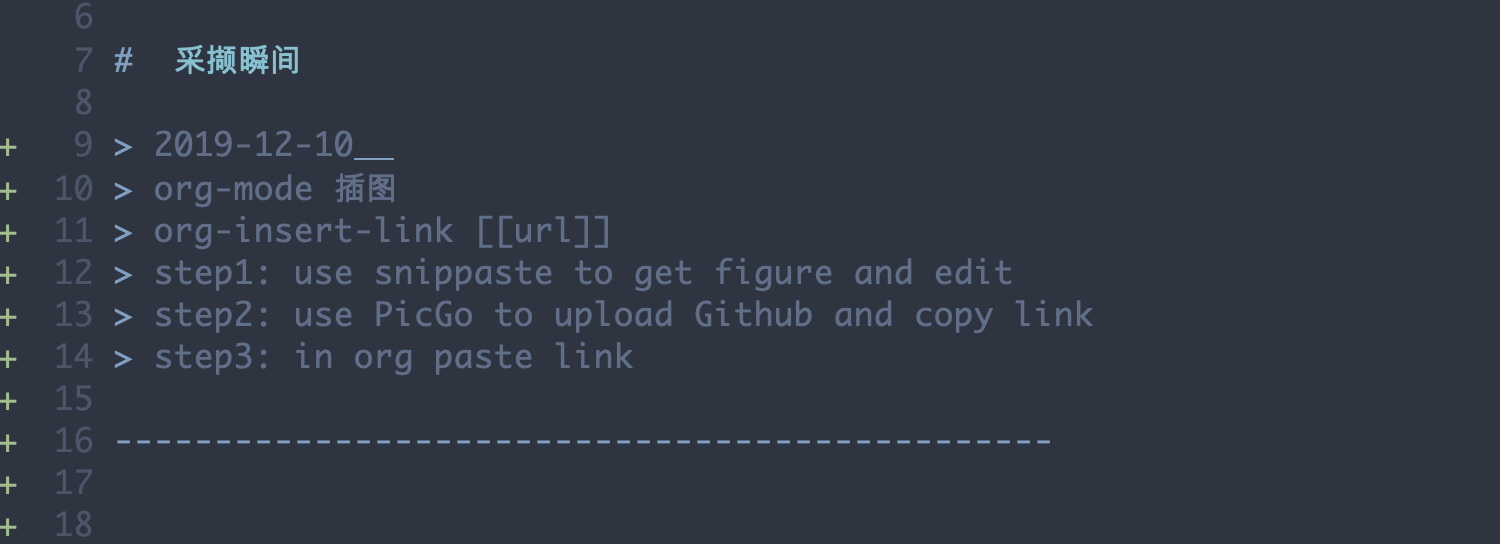 6
7 #  采撷瞬间
8
+ 9 > 2019-12-10__
+ 10 > org-mode 插图
+ 11 > org-insert-link [[url]]
+ 12 > step1: use snippaste to get figure and edit
+ 13 > step2: use PicGo to upload Github and copy link
+ 14 > step3: in org paste link
+ 15
+ 16 -----------------------------------------------
+ 17
+ 18